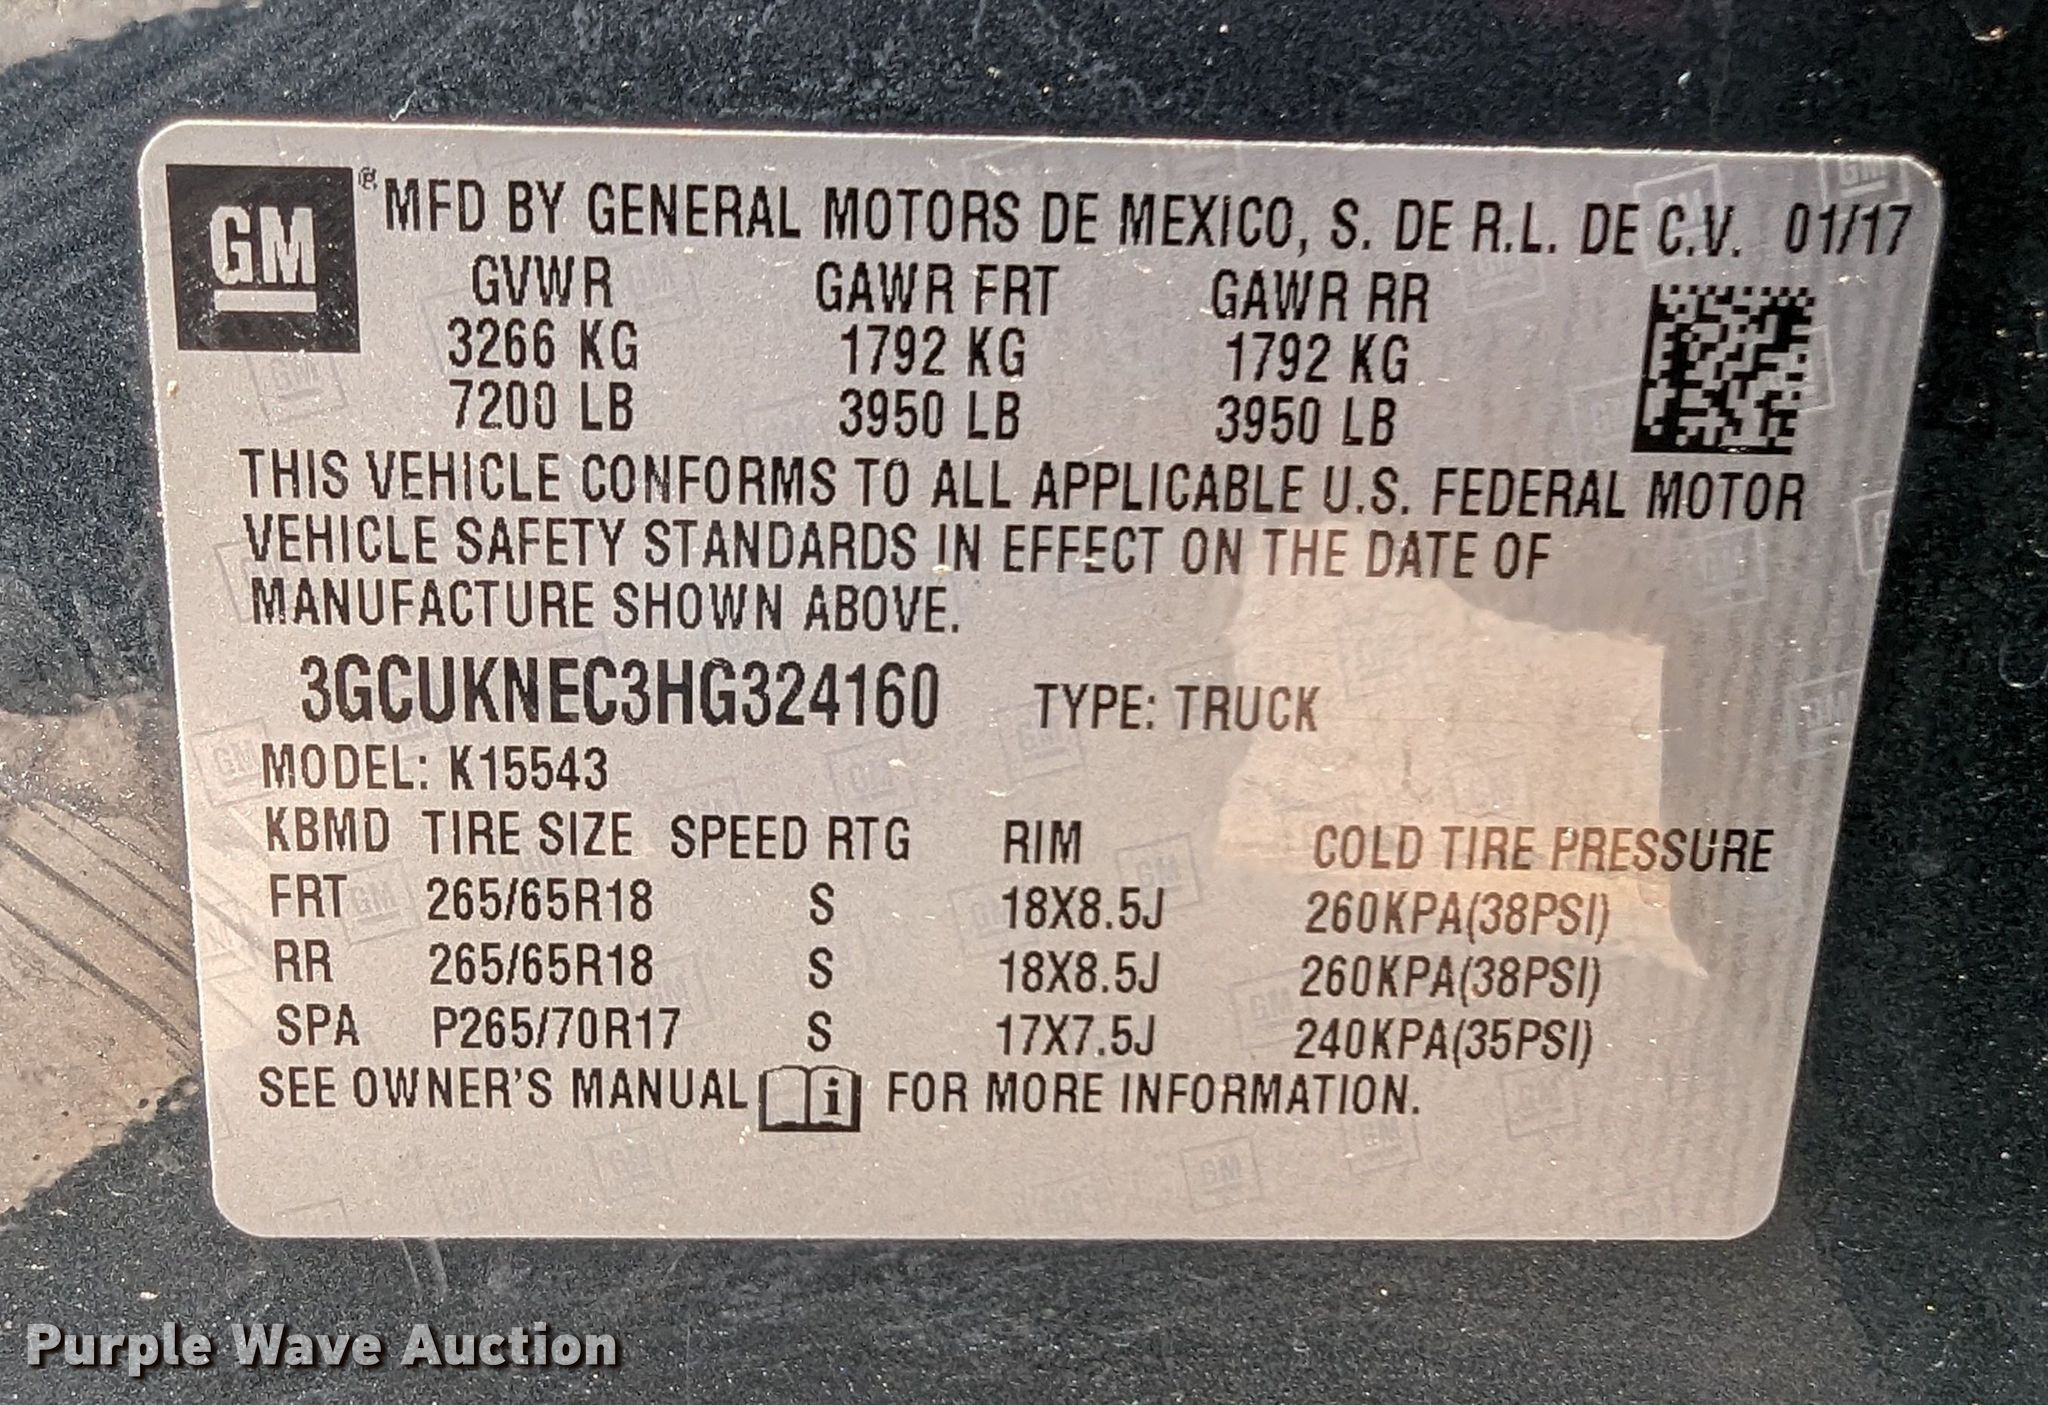 GM
® MFD BY GENERAL MOTORS DE MEXICO, S. DE R.L. DE C.V. 01/17
GVWR GAWR FRT GAWR RR
3266 KG 1792 KG 1792 KG
7200 LB 3950 LB 3950 LB
THIS VEHICLE CONFORMS TO ALL APPLICABLE U.S. FEDERAL MOTOR
VEHICLE SAFETY STANDARDS IN EFFECT ON THE DATE OF
MANUFACTURE SHOWN ABOVE.
3GCUKNEC3HG324160 TYPE: TRUCK
MODEL: K15543
KBMD TIRE SIZE SPEED RTG RIM COLD TIRE PRESSURE
FRT 265/65R18 S 18X8.5J 260KPA(38PSI)
RR 265/65R18 S 18X8.5J 260KPA(38PSI)
SPA P265/70R17 S 17X7.5J 240KPA(35PSI)
SEE OWNER'S MANUAL i FOR MORE INFORMATION.
Purple Wave Auction